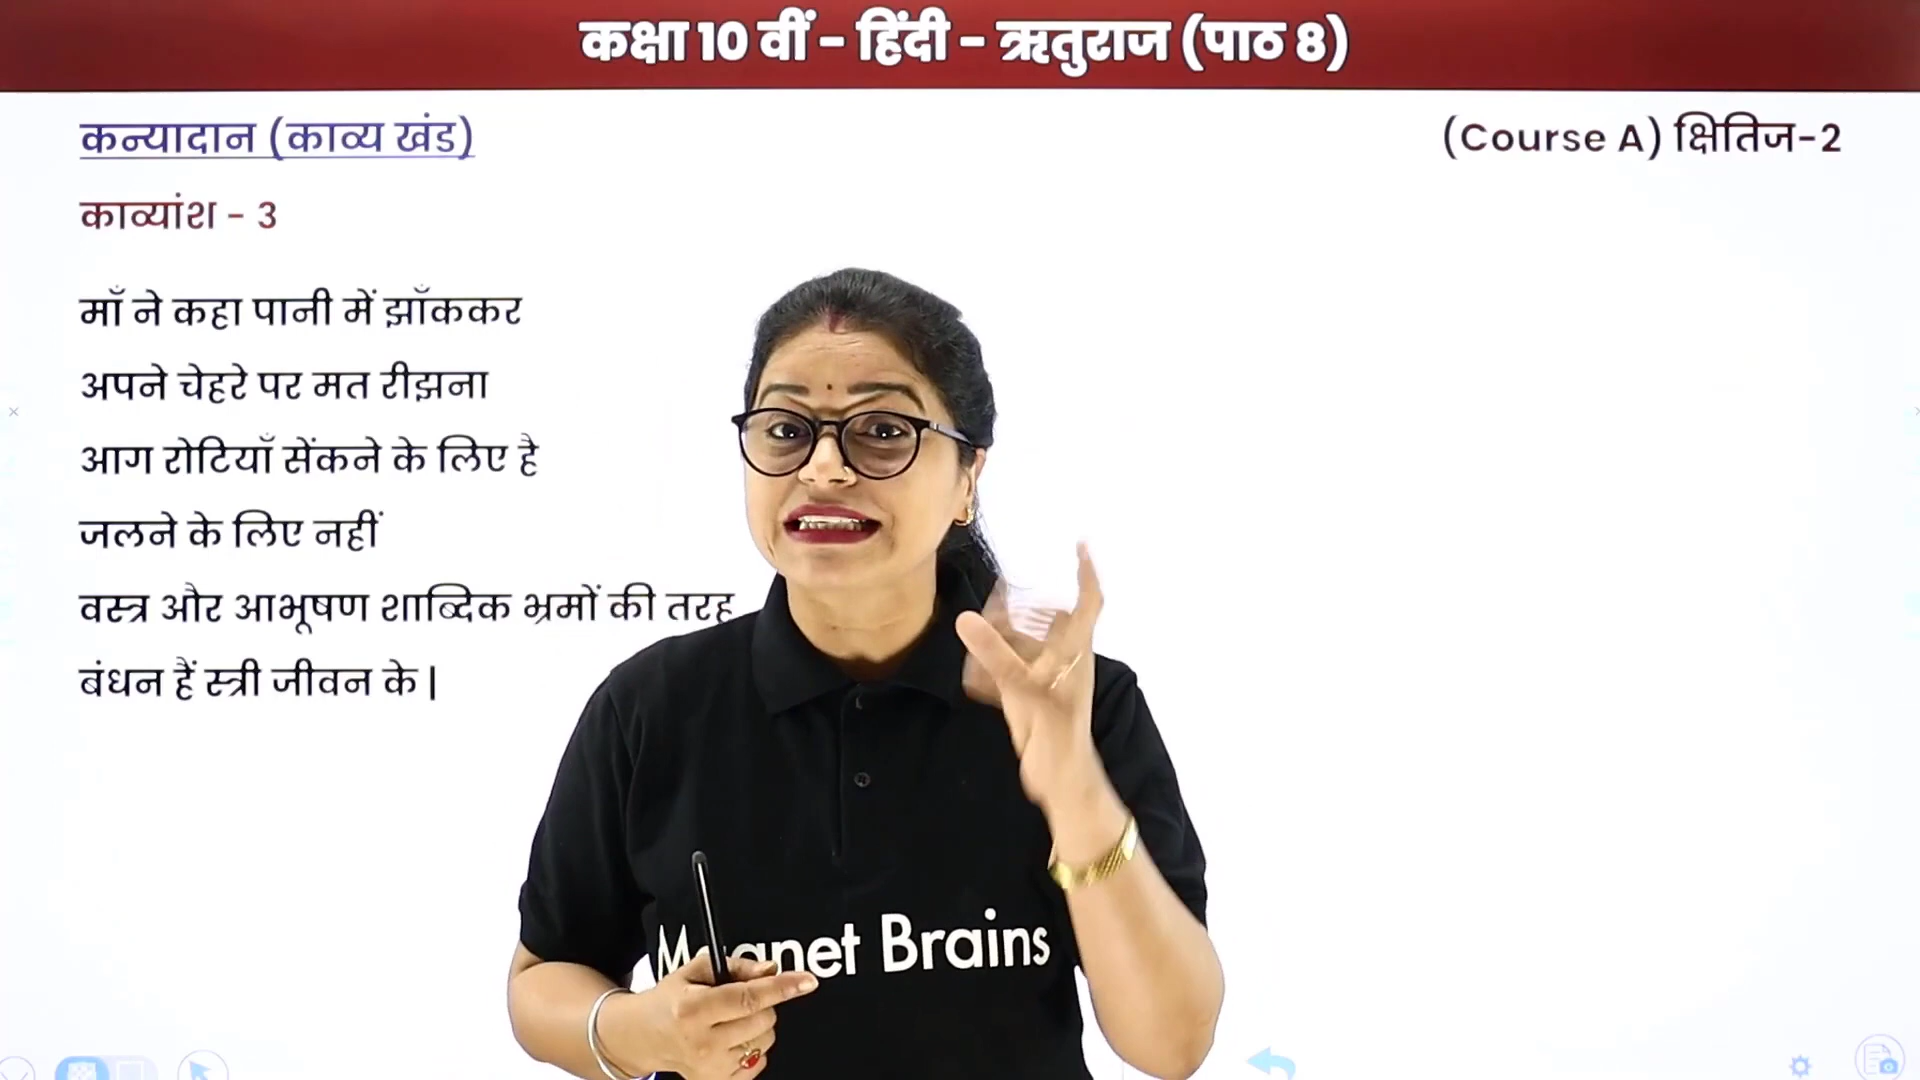 कक्षा 10 वीं - हिंदी - ऋतुराज (पाठ 8)
कन्यादान (काव्य खंड)
(Course A) क्षितिज-2
काव्यांश - 3
माँ ने कहा पानी में झाँककर
अपने चेहरे पर मत रीझना
आग रोटियाँ सेंकने के लिए है
जलने के लिए नहीं
वस्त्र और आभूषण शाब्दिक भ्रमों की तरह
बंधन हैं स्त्री जीवन के |
Magnet Brains